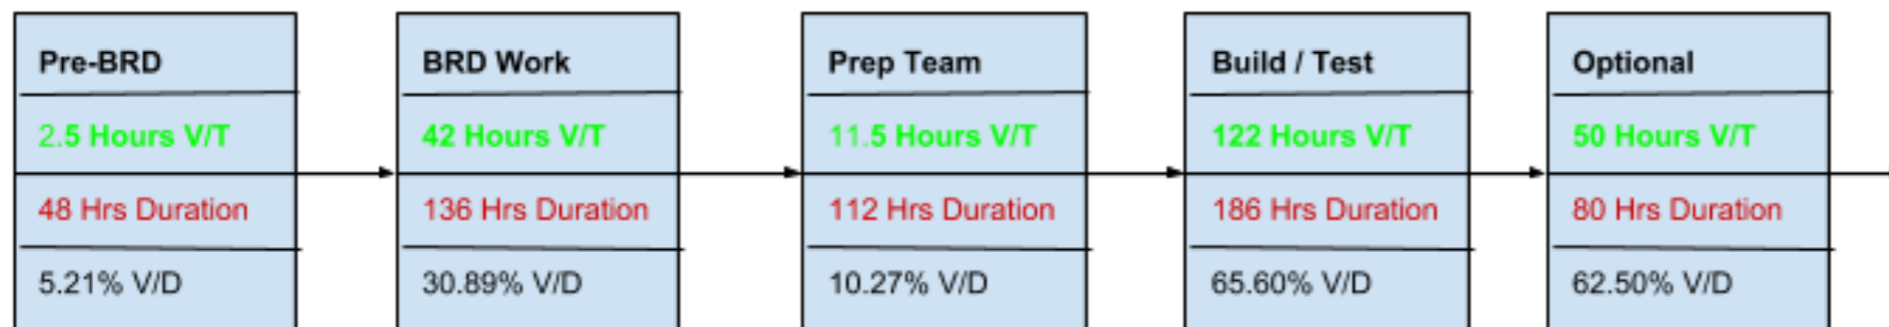 Pre-BRD
2.5 Hours V/T
48 Hrs Duration
5.21% V/D
BRD Work
42 Hours V/T
136 Hrs Duration
30.89% V/D
Prep Team
11.5 Hours V/T
112 Hrs Duration
10.27% V/D
Build / Test
122 Hours V/T
186 Hrs Duration
65.60% V/D
Optional
50 Hours V/T
80 Hrs Duration
62.50% V/D